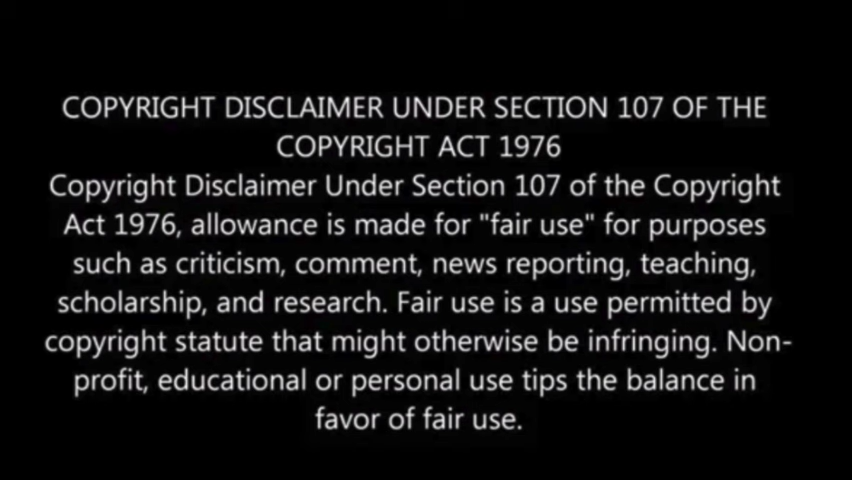 COPYRIGHT DISCLAIMER UNDER SECTION 107 OF THE
COPYRIGHT ACT 1976
Copyright Disclaimer Under Section 107 of the Copyright
Act 1976, allowance is made for "fair use" for purposes
such as criticism, comment, news reporting, teaching,
scholarship, and research. Fair use is a use permitted by
copyright statute that might otherwise be infringing. Non-
profit, educational or personal use tips the balance in
favor of fair use.